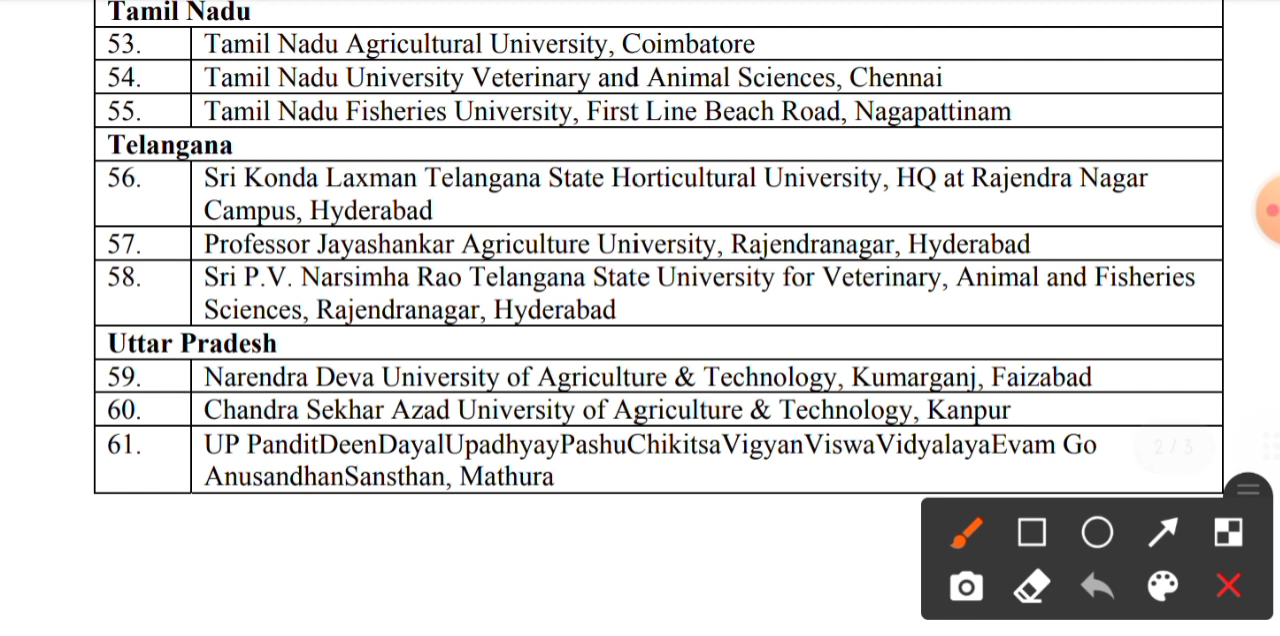 Tamil Nadu
53. Tamil Nadu Agricultural University, Coimbatore
54. Tamil Nadu University Veterinary and Animal Sciences, Chennai
55. Tamil Nadu Fisheries University, First Line Beach Road, Nagapattinam
Telangana
56. Sri Konda Laxman Telangana State Horticultural University, HQ at Rajendra Nagar
Campus, Hyderabad
57. Professor Jayashankar Agriculture University, Rajendranagar, Hyderabad
58. Sri P.V. Narsimha Rao Telangana State University for Veterinary, Animal and Fisheries
Sciences, Rajendranagar, Hyderabad
Uttar Pradesh
59. Narendra Deva University of Agriculture & Technology, Kumarganj, Faizabad
60. Chandra Sekhar Azad University of Agriculture & Technology, Kanpur
61. UP PanditDeenDayalUpadhyayPashuChikitsaVigyanViswaVidyalayaEvam Go
AnusandhanSansthan, Mathura
2 / 3